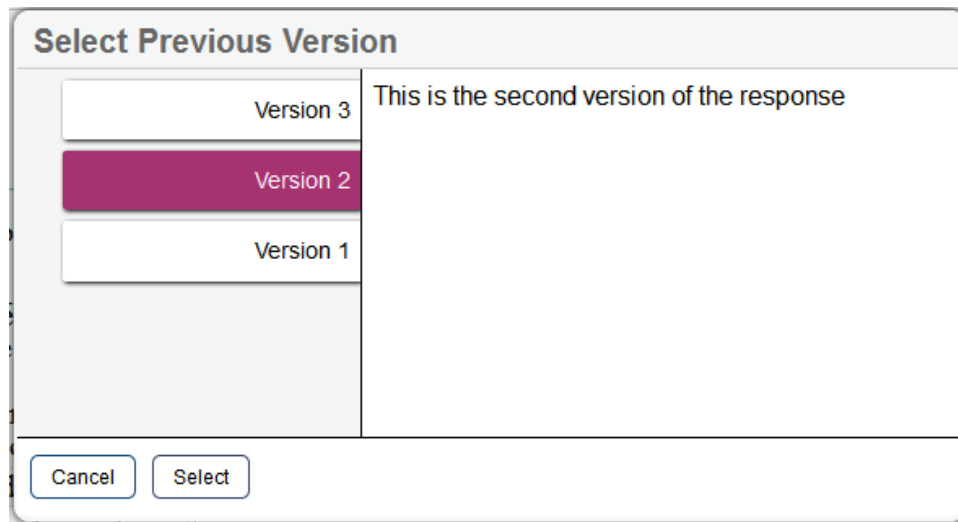 Select Previous Version
Version 3
This is the second version of the response
Version 2
Version 1
Cancel
Select